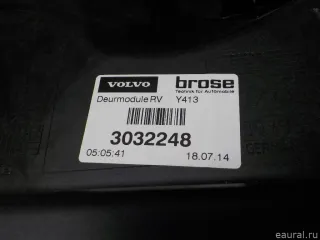 VOLVO brose
Technik für Automobile
Deurmodule RV Y413
3032248
05:05:41 18.07.14
eaural.ru